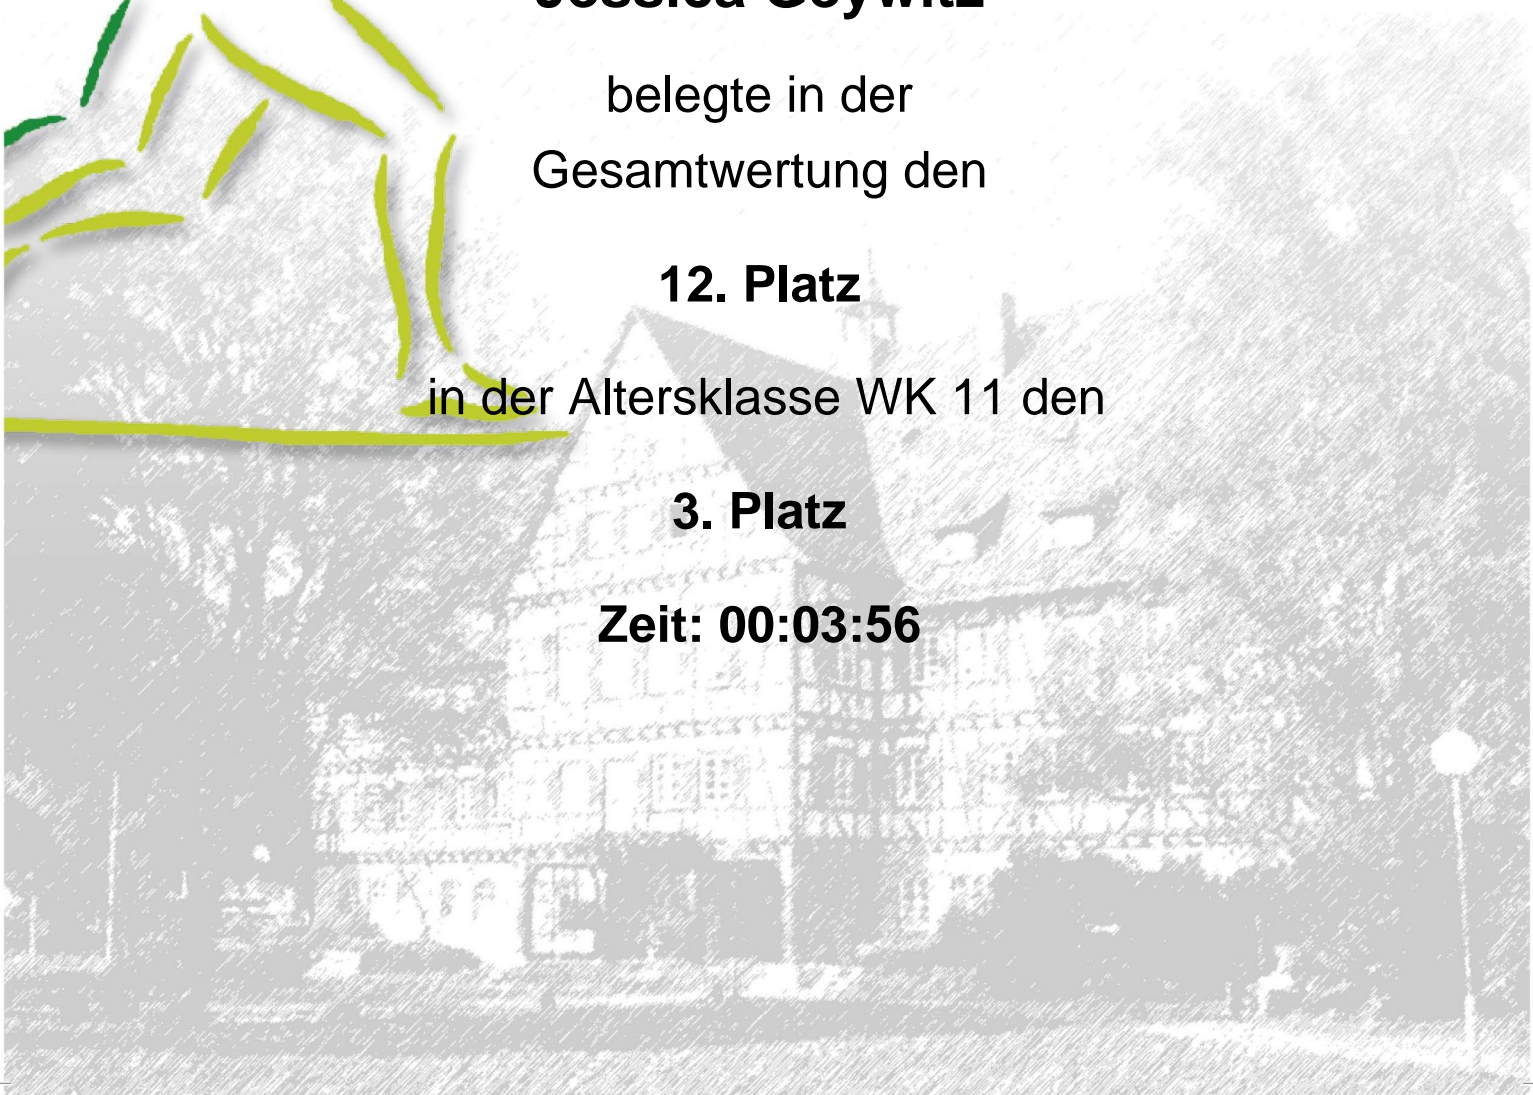 belegte in der
Gesamtwertung den
12. Platz
in der Altersklasse WK 11 den
3. Platz
Zeit: 00:03:56